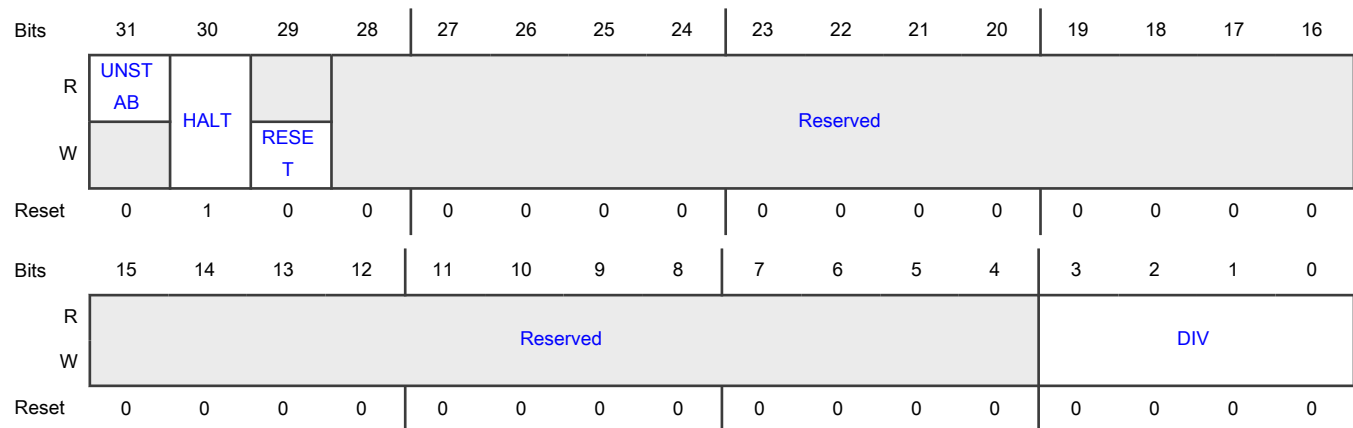 Bits 31 30 29 28 27 26 25 24 23 22 21 20 19 18 17 16
R UNST
AB
HALT
Reserved
W RESE
T
Reset 0 1 0 0 0 0 0 0 0 0 0 0 0 0 0 0
Bits 15 14 13 12 11 10 9 8 7 6 5 4 3 2 1 0
R
Reserved DIV
W
Reset 0 0 0 0 0 0 0 0 0 0 0 0 0 0 0 0